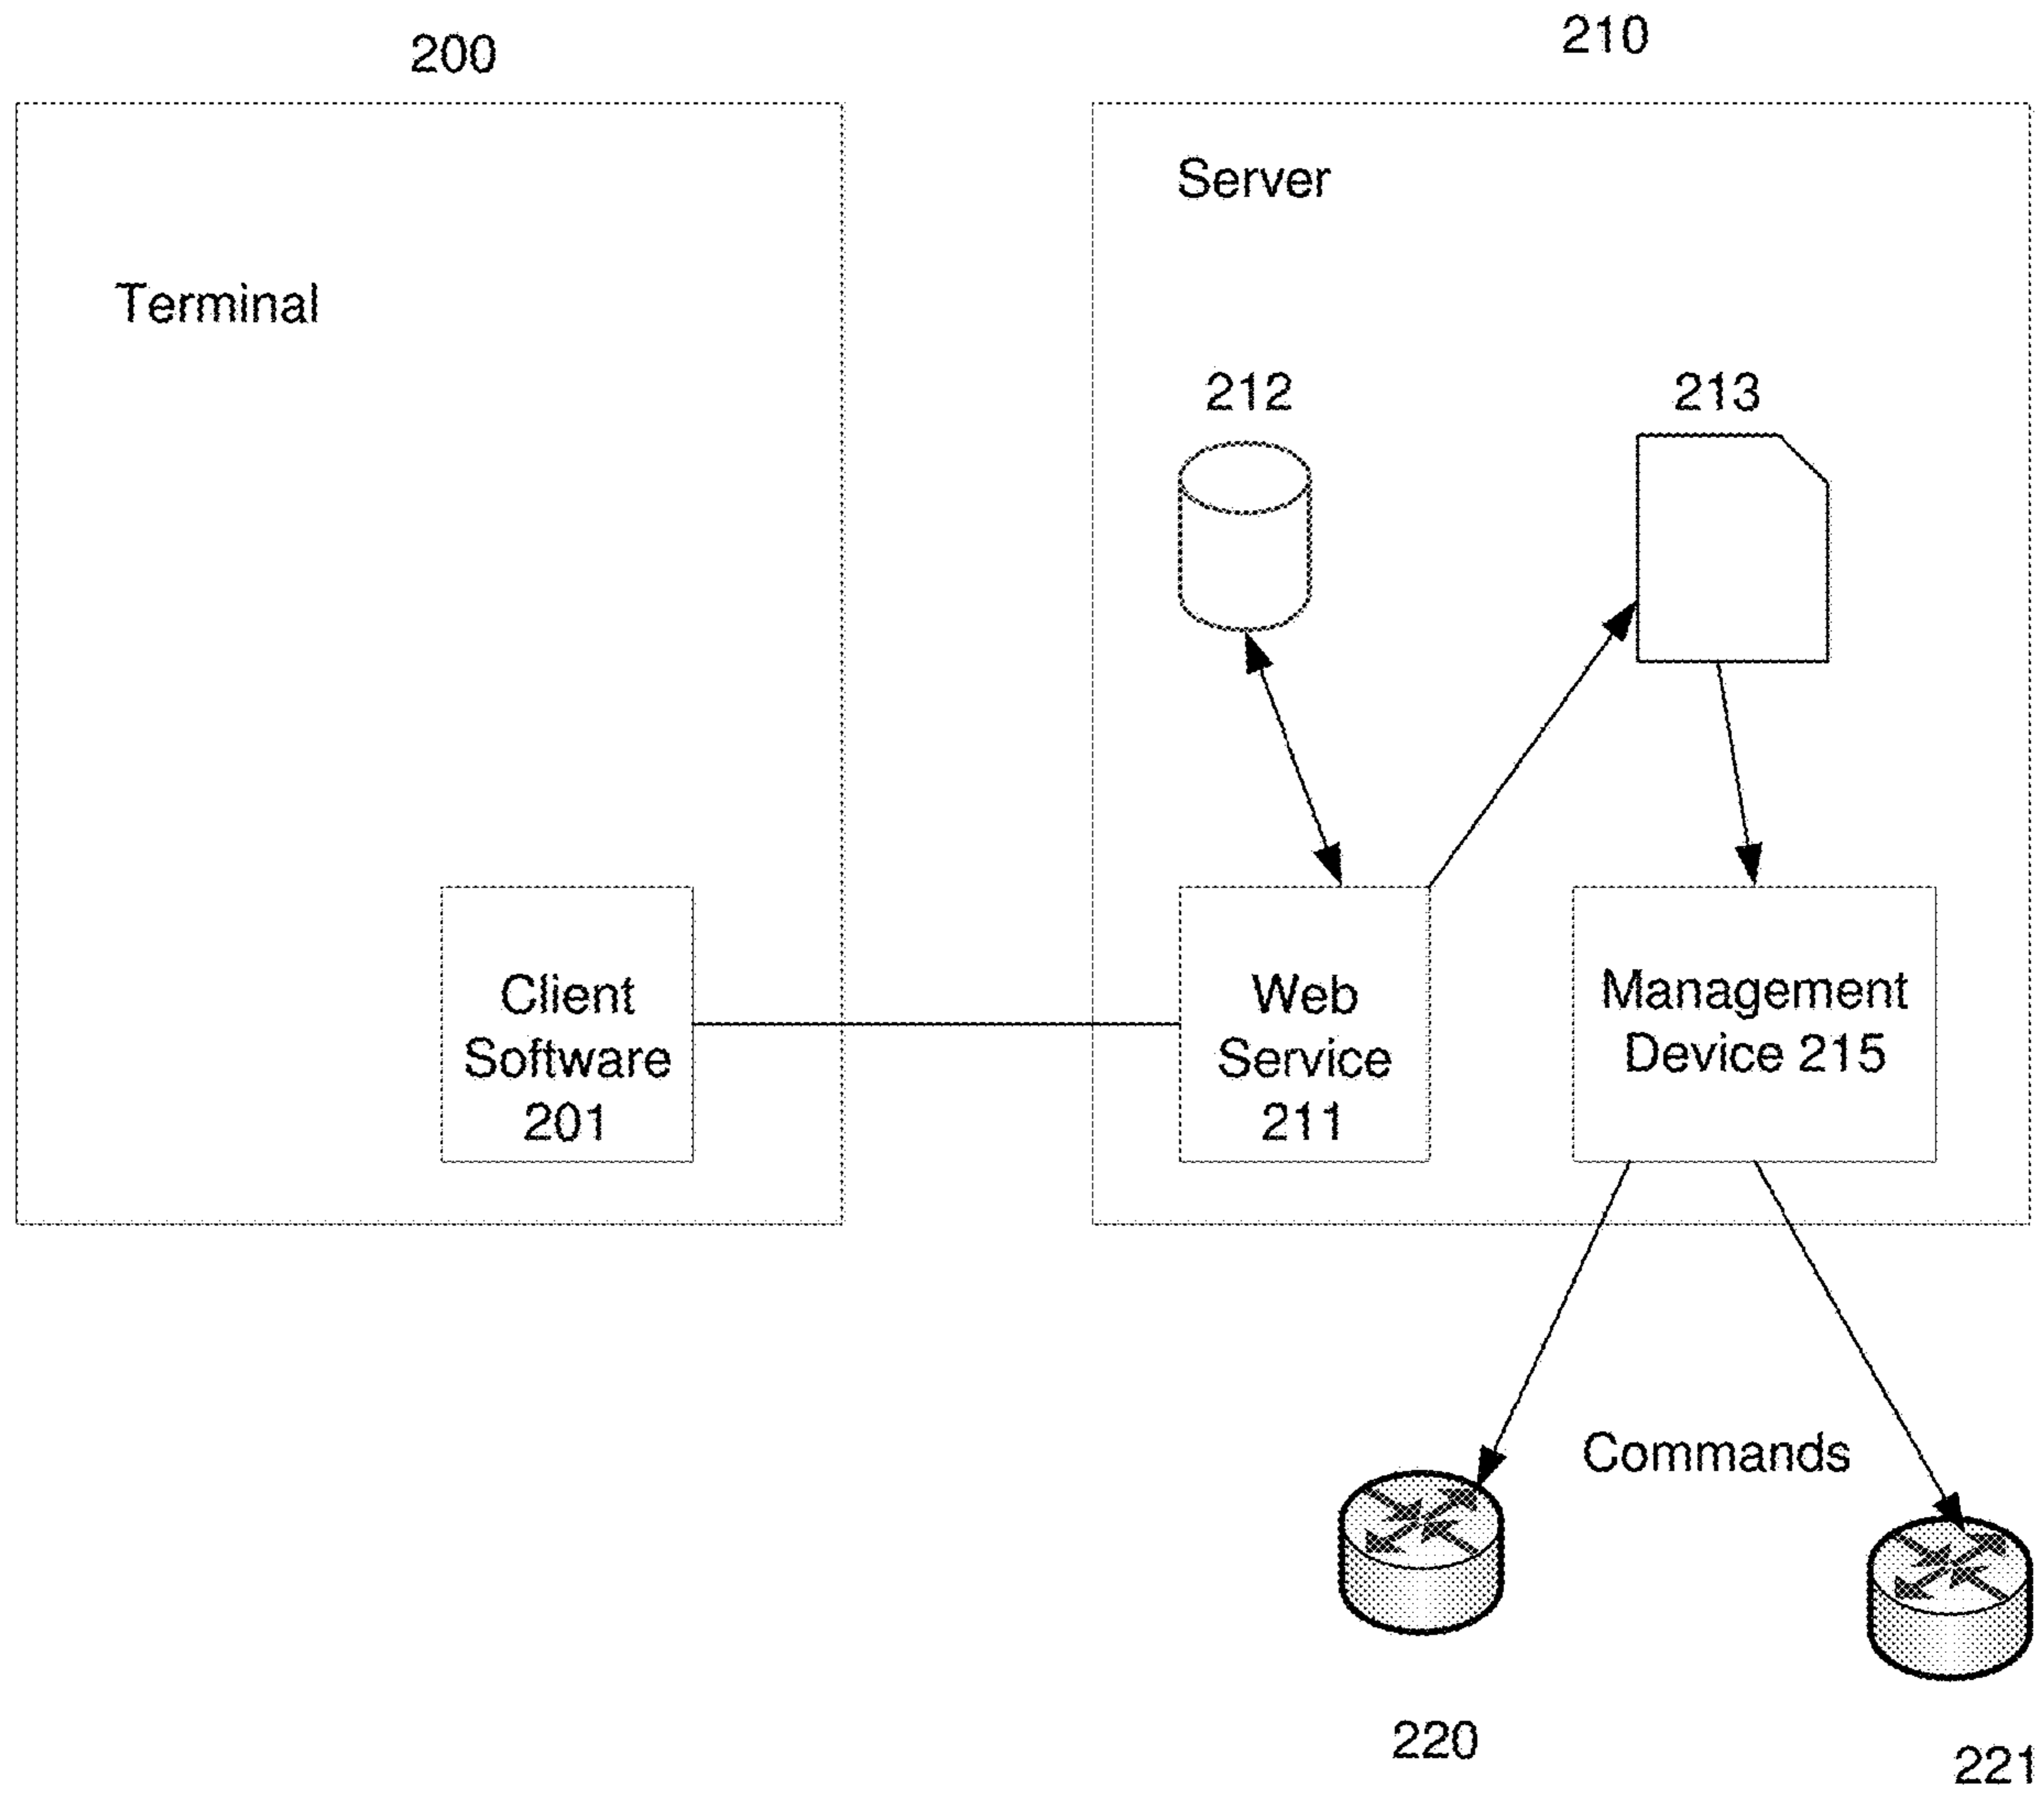 200
210
Server
Terminal
212
213
Client
Software
201
Web
Service
211
Management
Device 215
Commands
220
221